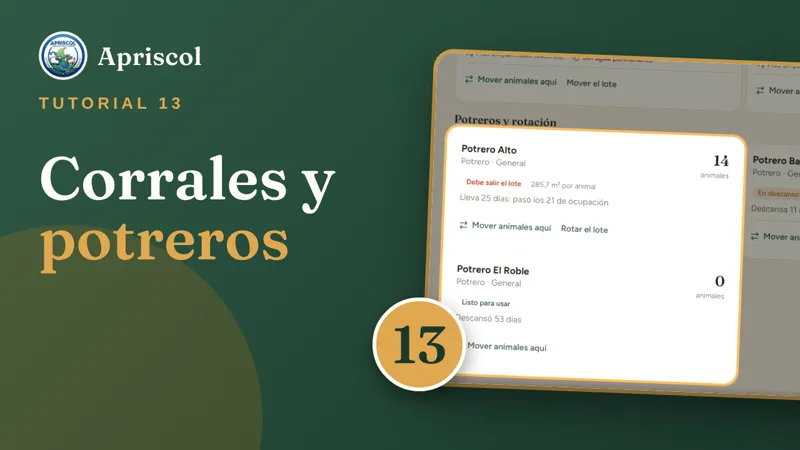 APRISCOL
Apriscol
TUTORIAL 13
Corrales y
potreros
Mover animales aquí Mover el lote
Mover a
Potreros y rotación
Potrero Alto
Potrero · General
14
animales
Debe salir el lote 285,7 m² por animal
Lleva 25 días: pasó los 21 de ocupación
Mover animales aquí Rotar el lote
Potrero El Roble
Potrero · General
0
animales
Listo para usar
Descansó 53 días
Mover animales aquí
Potrero Ba
Potrero · Ge
En descanso
Descansa 11
Mover an
13